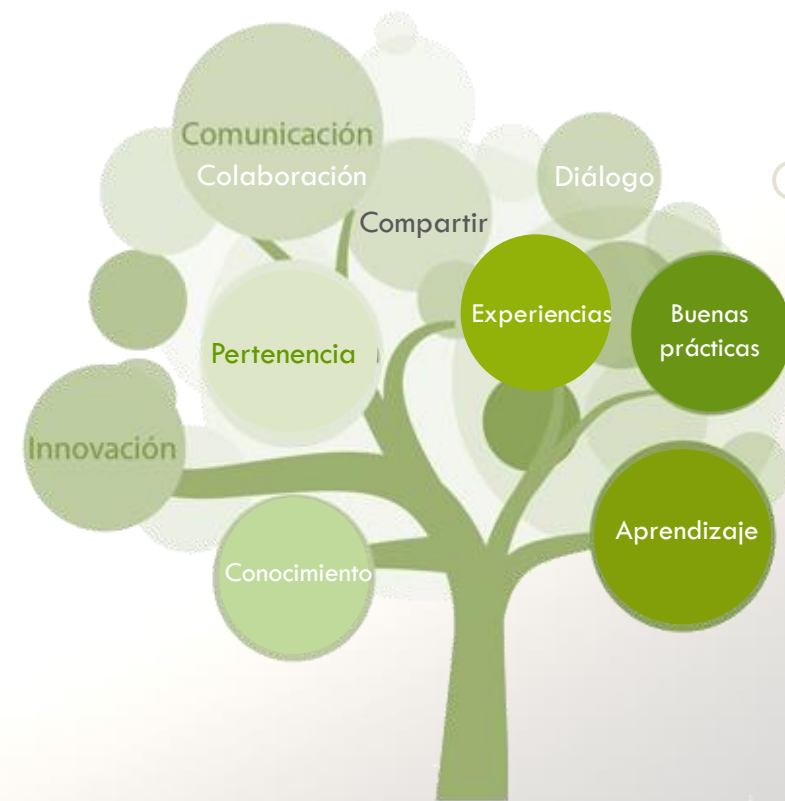 Comunicación
Colaboración
Diálogo
Compartir
Experiencias
Buenas
prácticas
Pertenencia
Innovación
Aprendizaje
Conocimiento